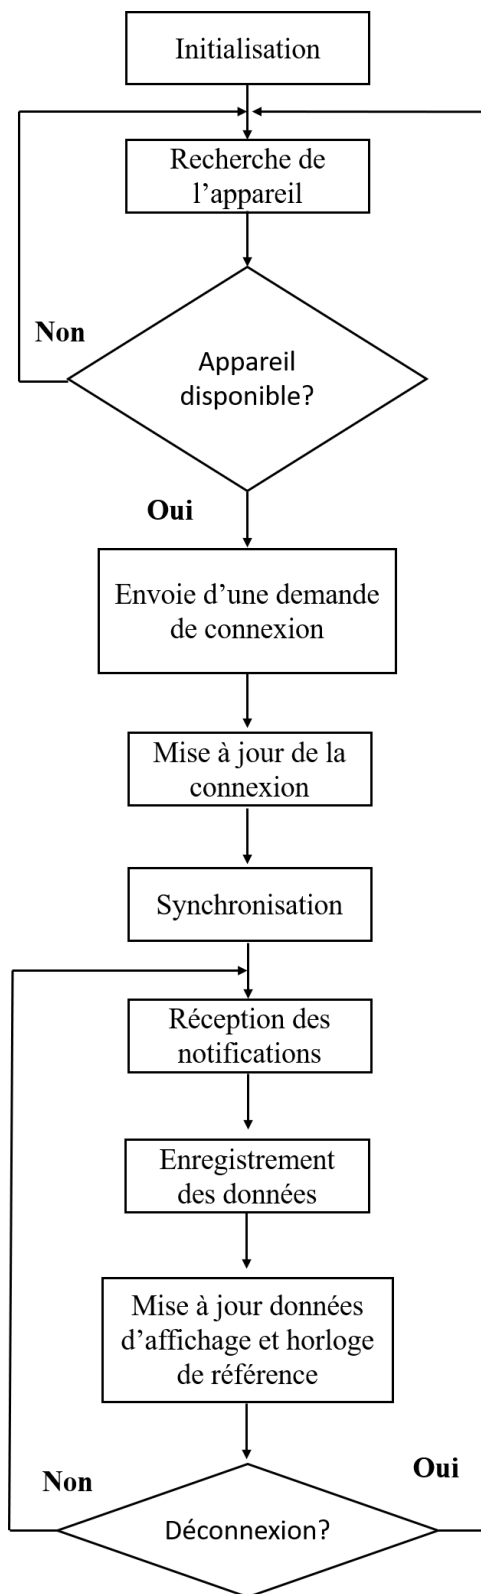 Initialisation
Recherche de
l’appareil
Non
Appareil
disponible?
Oui
Envoie d’une demande
de connexion
Mise à jour de la
connexion
Synchronisation
Réception des
notifications
Enregistrement
des données
Mise à jour données
d’affichage et horloge
de référence
Non
Oui
Déconnexion?